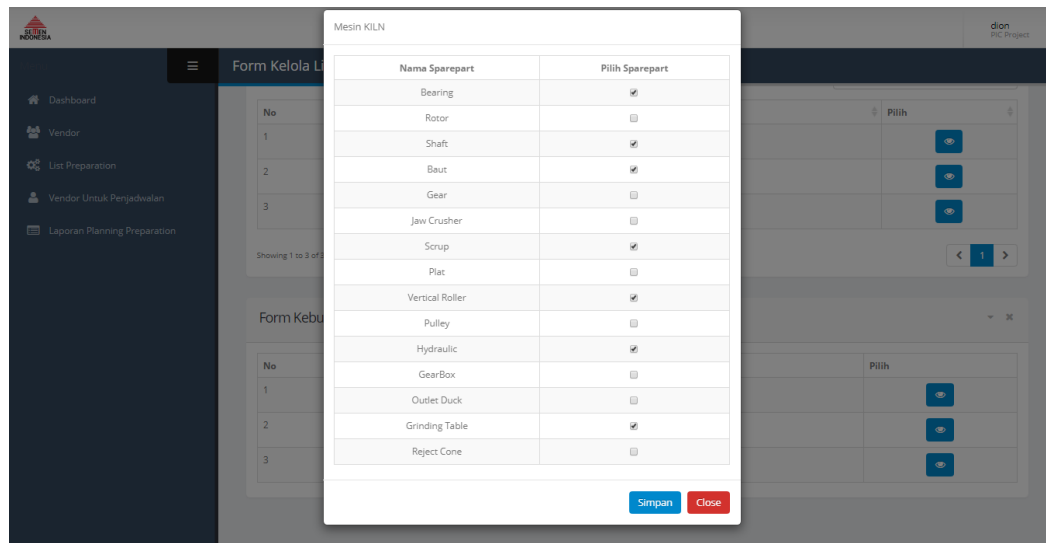 SEMEN
INDONESIA
dion
PIC Project
Form Kelola Li
Dashboard
Vendor
List Preparation
Vendor Untuk Penjadwalan
Laporan Planning Preparation
No
Pilih
1
2
3
Showing 1 to 3 of 3
1
Form Kebu
No
Pilih
1
2
3
Mesin KILN
Nama Sparepart Pilih Sparepart
Bearing
Rotor
Shaft
Baut
Gear
Jaw Crusher
Scrup
Plat
Vertical Roller
Pulley
Hydraulic
GearBox
Outlet Duck
Grinding Table
Reject Cone
Simpan Close